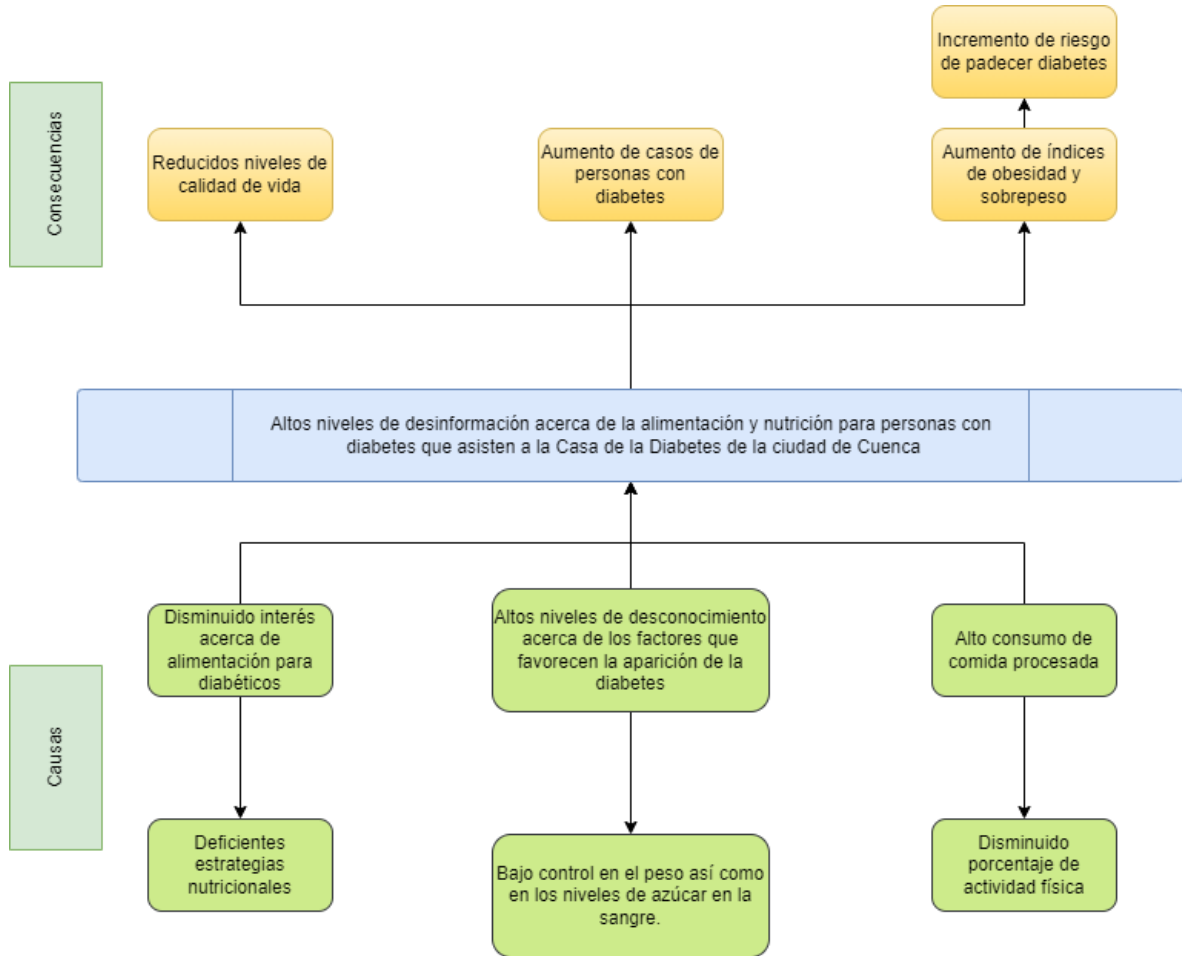 Incremento de riesgo
de padecer diabetes
Consecuencias
Reducidos niveles de
calidad de vida
Aumento de casos de
personas con
diabetes
Aumento de índices
de obesidad y
sobrepeso
Altos niveles de desinformación acerca de la alimentación y nutrición para personas con
diabetes que asisten a la Casa de la Diabetes de la ciudad de Cuenca
Disminuido interés
acerca de
alimentación para
diabéticos
Altos niveles de desconocimiento
acerca de los factores que
favorecen la aparición de la
diabetes
Alto consumo de
comida procesada
Causas
Deficientes
estrategias
nutricionales
Bajo control en el peso así como
en los niveles de azúcar en la
sangre.
Disminuido
porcentaje de
actividad física